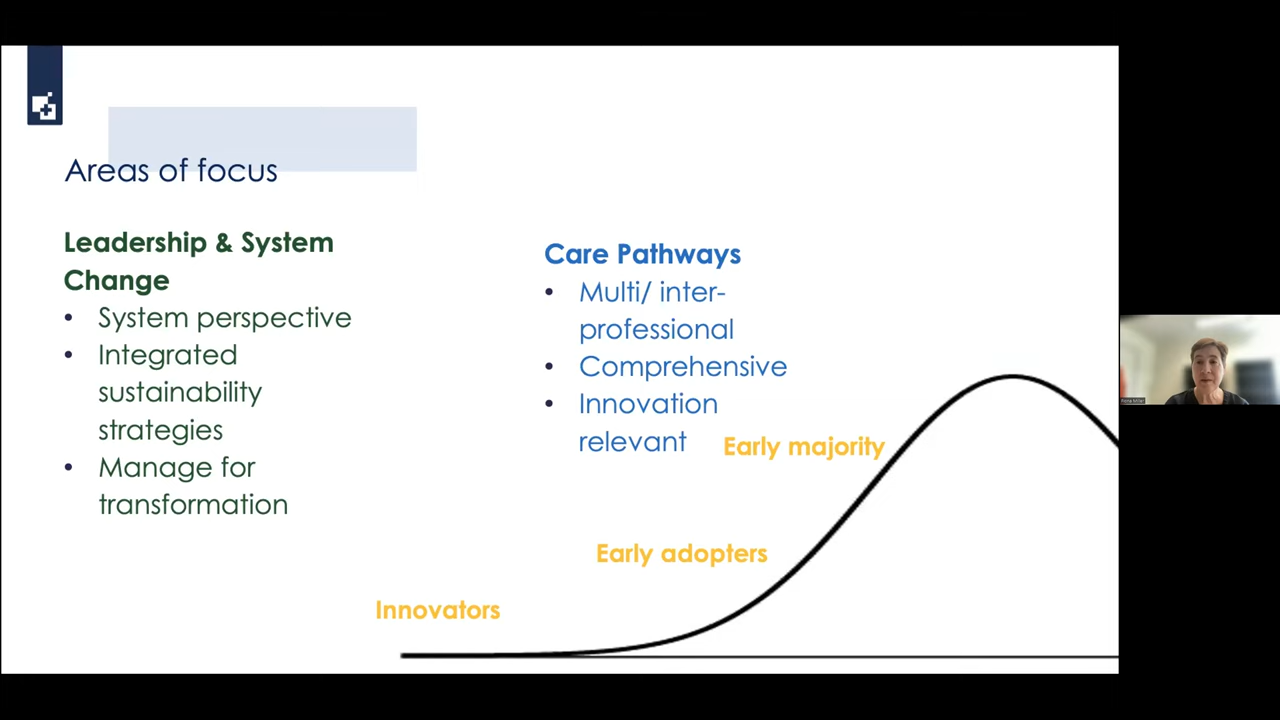 Areas of focus
Leadership & System
Change
• System perspective
• Integrated
sustainability
strategies
• Manage for
transformation
Care Pathways
• Multi/ inter-
professional
• Comprehensive
• Innovation
relevant
Early majority
Early adopters
Innovators